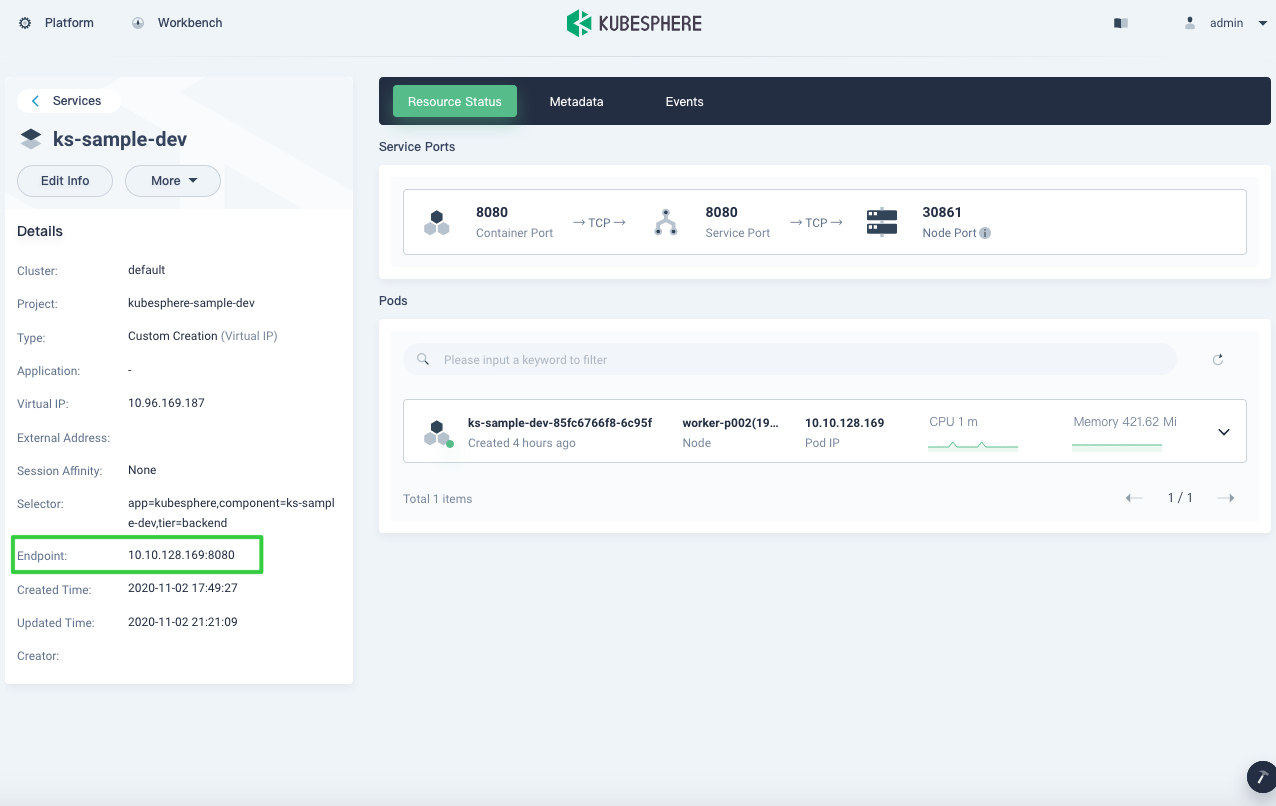 Platform
Workbench
KUBESPHERE
admin
Services
ks-sample-dev
Edit Info
More
Details
Cluster: default
Project: kubesphere-sample-dev
Type: Custom Creation (Virtual IP)
Application: -
Virtual IP: 10.96.169.187
External Address:
Session Affinity: None
Selector: app=kubesphere,component=ks-sampl
e-dev,tier=backend
Endpoint: 10.10.128.169:8080
Created Time: 2020-11-02 17:49:27
Updated Time: 2020-11-02 21:21:09
Creator:
Resource Status
Metadata
Events
Service Ports
8080
Container Port
→ TCP →
8080
Service Port
→ TCP →
30861
Node Port
Pods
Please input a keyword to filter
ks-sample-dev-85fc6766f8-6c95f
Created 4 hours ago
worker-p002(19...
Node
10.10.128.169
Pod IP
CPU 1 m
Memory 421.62 Mi
Total 1 items
1 / 1